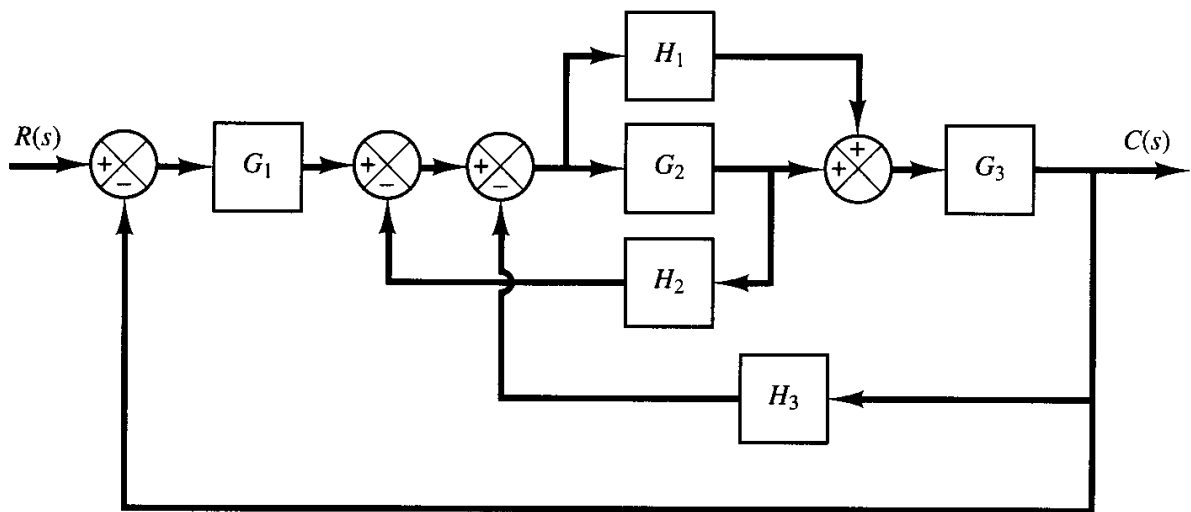 H₁
R(s) + − G₁ + − + − G₂ + + G₃ C(s)
H₂
H₃